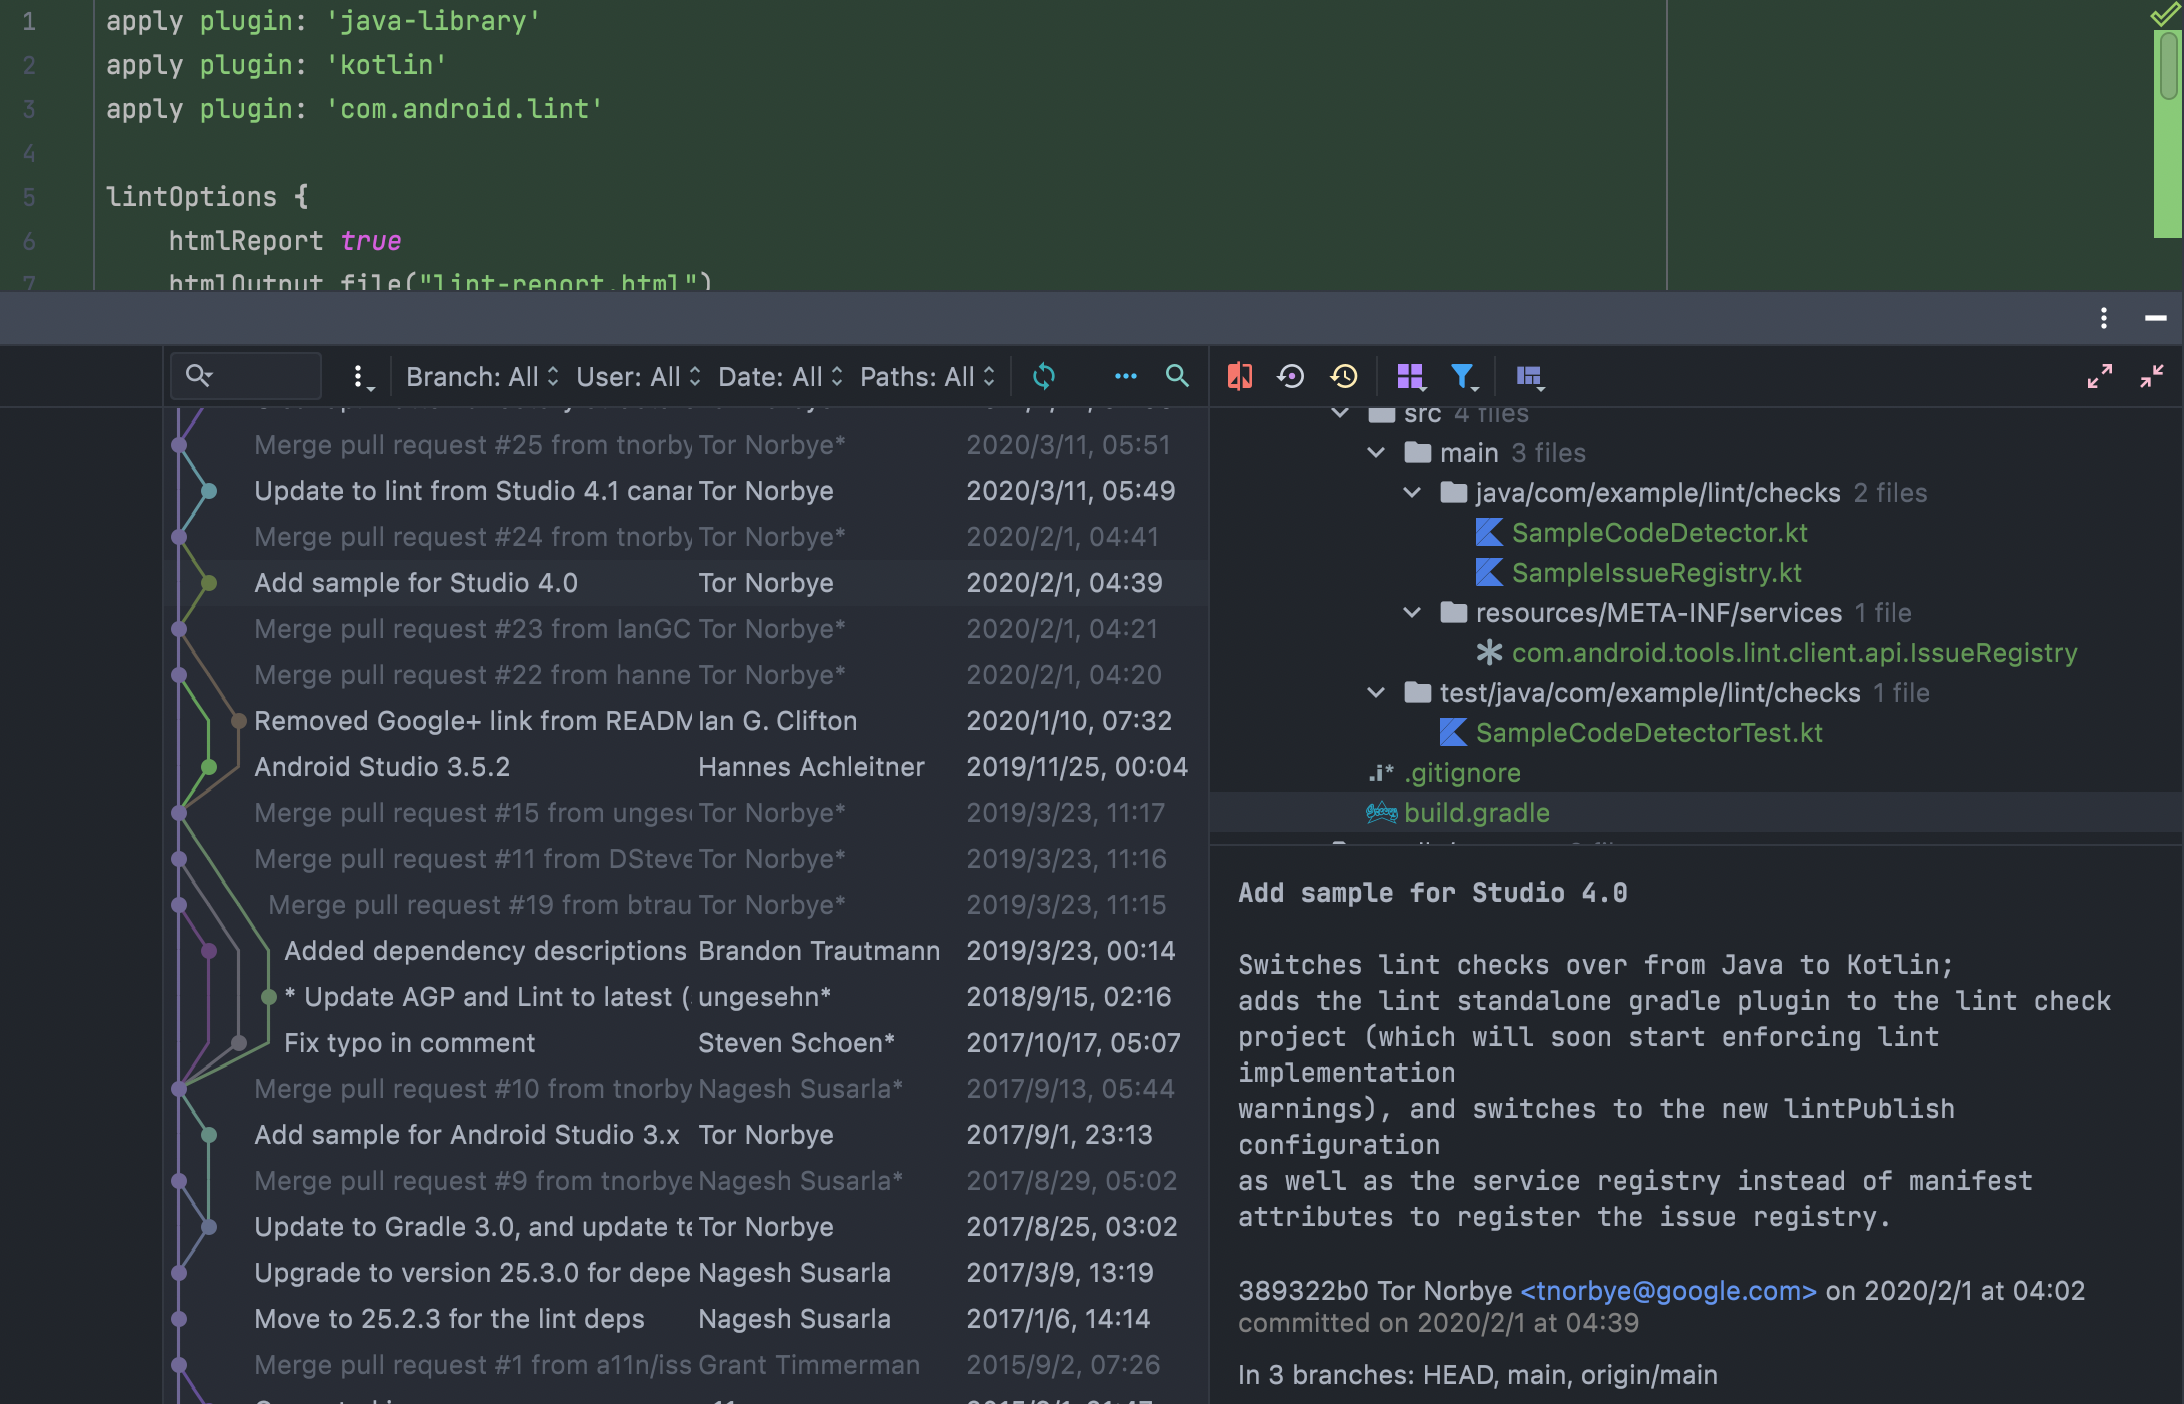 1 apply plugin: 'java-library'
2 apply plugin: 'kotlin'
3 apply plugin: 'com.android.lint'
4
5 lintOptions {
6 htmlReport true
7 htmlOutput file("lint-report.html")
Branch: All User: All Date: All Paths: All
Merge pull request #25 from tnorby Tor Norbye* 2020/3/11, 05:51
Update to lint from Studio 4.1 canar Tor Norbye 2020/3/11, 05:49
Merge pull request #24 from tnorby Tor Norbye* 2020/2/1, 04:41
Add sample for Studio 4.0 Tor Norbye 2020/2/1, 04:39
Merge pull request #23 from IanGC Tor Norbye* 2020/2/1, 04:21
Merge pull request #22 from hanne Tor Norbye* 2020/2/1, 04:20
Removed Google+ link from READM Ian G. Clifton 2020/1/10, 07:32
Android Studio 3.5.2 Hannes Achleitner 2019/11/25, 00:04
Merge pull request #15 from unges Tor Norbye* 2019/3/23, 11:17
Merge pull request #11 from DSteve Tor Norbye* 2019/3/23, 11:16
Merge pull request #19 from btrau Tor Norbye* 2019/3/23, 11:15
Added dependency descriptions Brandon Trautmann 2019/3/23, 00:14
* Update AGP and Lint to latest ( ungesehn* 2018/9/15, 02:16
Fix typo in comment Steven Schoen* 2017/10/17, 05:07
Merge pull request #10 from tnorby Nagesh Susarla* 2017/9/13, 05:44
Add sample for Android Studio 3.x Tor Norbye 2017/9/1, 23:13
Merge pull request #9 from tnorbye Nagesh Susarla* 2017/8/29, 05:02
Update to Gradle 3.0, and update te Tor Norbye 2017/8/25, 03:02
Upgrade to version 25.3.0 for depe Nagesh Susarla 2017/3/9, 13:19
Move to 25.2.3 for the lint deps Nagesh Susarla 2017/1/6, 14:14
Merge pull request #1 from a11n/iss Grant Timmerman 2015/9/2, 07:26
src 4 files
main 3 files
java/com/example/lint/checks 2 files
SampleCodeDetector.kt
SampleIssueRegistry.kt
resources/META-INF/services 1 file
com.android.tools.lint.client.api.IssueRegistry
test/java/com/example/lint/checks 1 file
SampleCodeDetectorTest.kt
.i* .gitignore
build.gradle
Add sample for Studio 4.0
Switches lint checks over from Java to Kotlin;
adds the lint standalone gradle plugin to the lint check
project (which will soon start enforcing lint
implementation
warnings), and switches to the new lintPublish
configuration
as well as the service registry instead of manifest
attributes to register the issue registry.
389322b0 Tor Norbye <tnorbye@google.com> on 2020/2/1 at 04:02
committed on 2020/2/1 at 04:39
In 3 branches: HEAD, main, origin/main